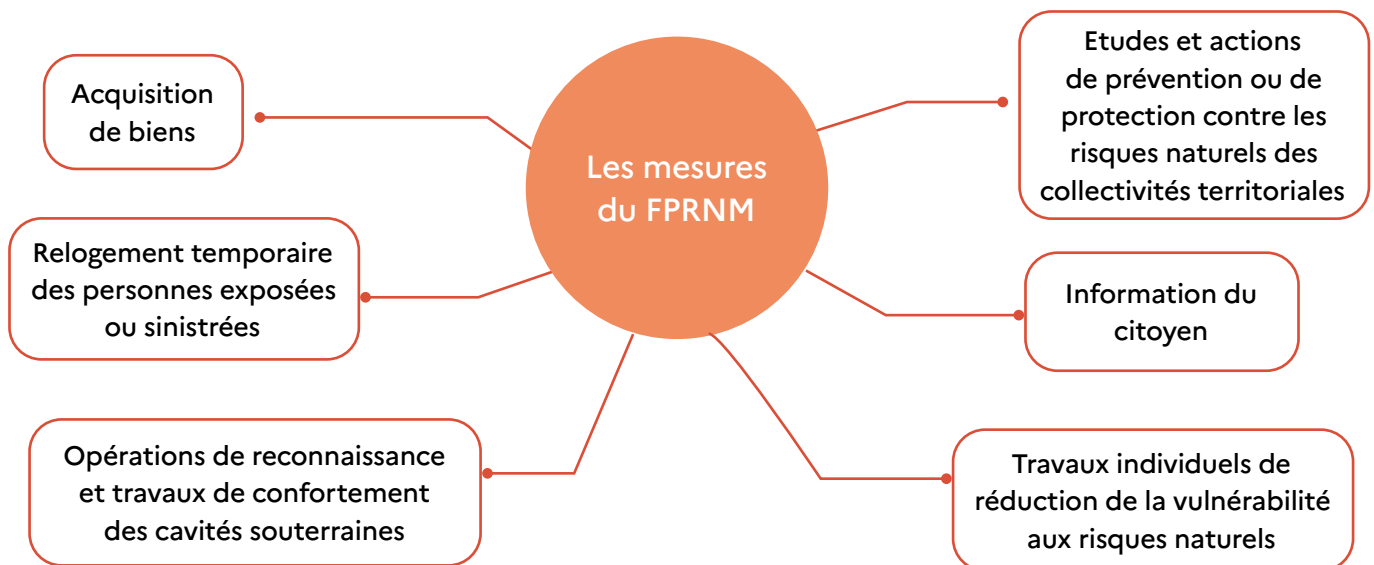 Les mesures
du FPRNM
Acquisition
de biens
Relogement temporaire
des personnes exposées
ou sinistrées
Opérations de reconnaissance
et travaux de confortement
des cavités souterraines
Etudes et actions
de prévention ou de
protection contre les
risques naturels des
collectivités territoriales
Information du
citoyen
Travaux individuels de
réduction de la vulnérabilité
aux risques naturels